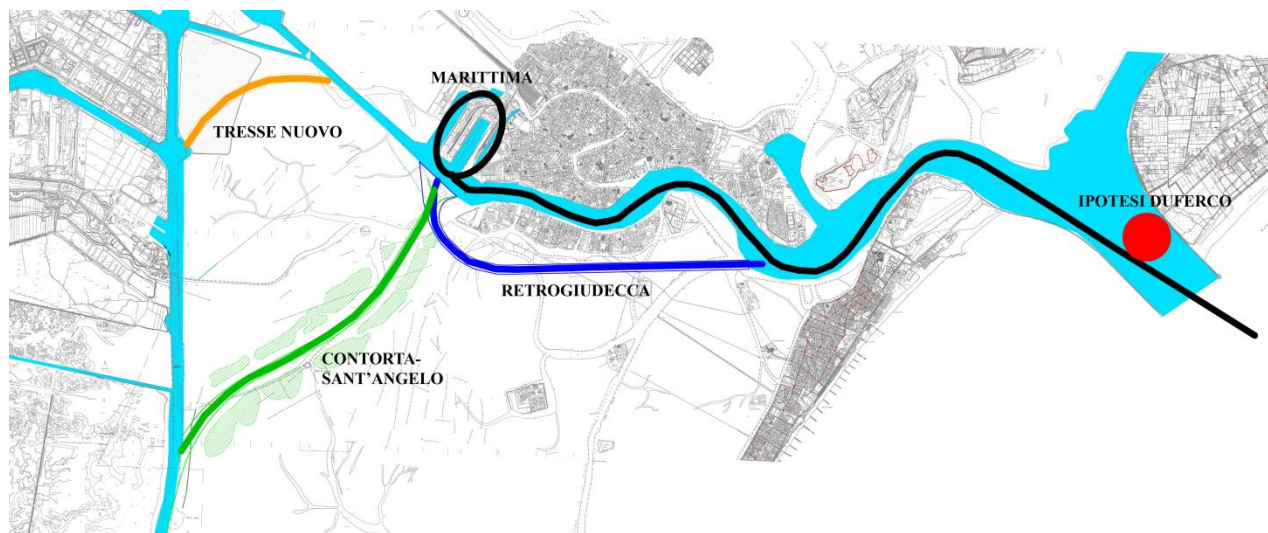 MARITTIMA
TRESSE NUOVO
IPOTESI DUFERCO
RETROGIUDECCA
CONTORTA-
SANT'ANGELO